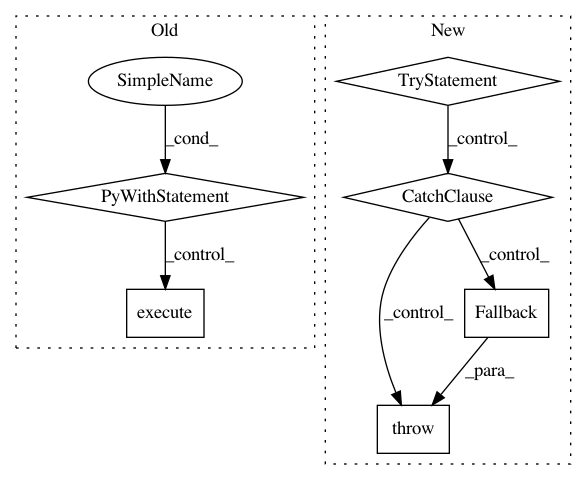 Old
New
SimpleName
TryStatement
_cond_
_control_
PyWithStatement
CatchClause
_control_
_control_
_control_
execute
Fallback
_para_
throw